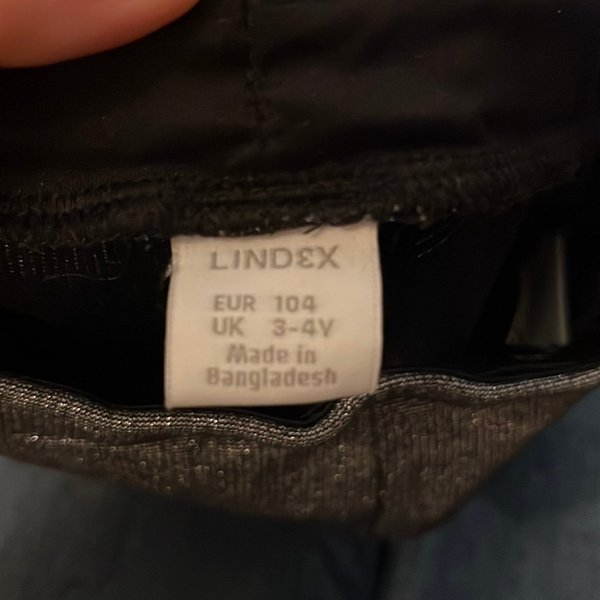 LINDEX
EUR 104
UK 3-4Y
Made in
Bangladesh